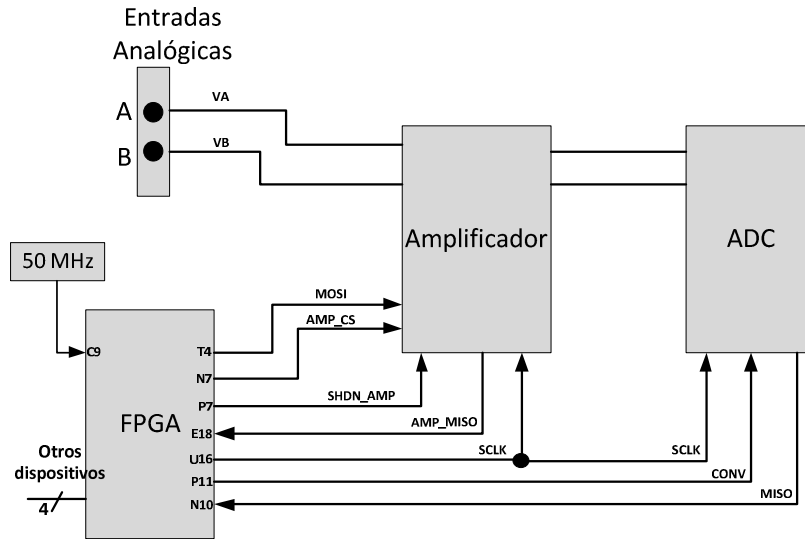 Entradas
Analógicas
A
VA
B
VB
Amplificador
ADC
50 MHz
MOSI
AMP_CS
C9
T4
N7
P7
SHDN_AMP
FPGA
E18
AMP_MISO
Otros
dispositivos
4
U16
SCLK
SCLK
P11
CONV
N10
MISO